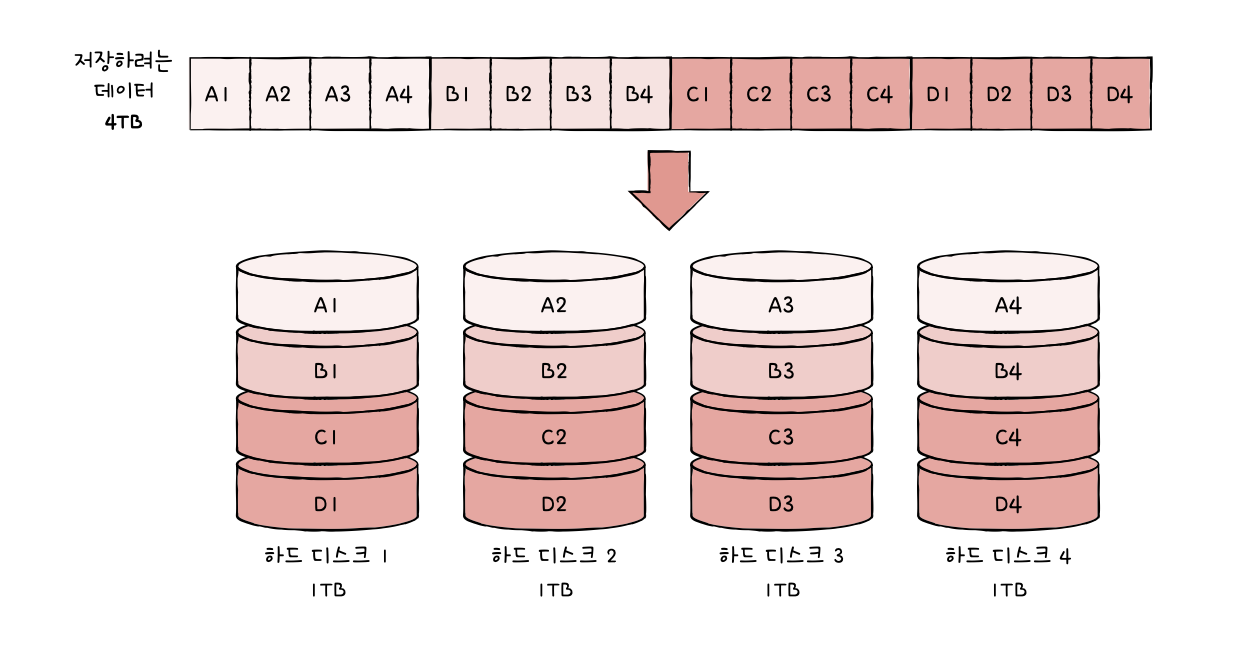 저장하려는
데이터
4TB
A1 A2 A3 A4 B1 B2 B3 B4 C1 C2 C3 C4 D1 D2 D3 D4
A1 A2 A3 A4
B1 B2 B3 B4
C1 C2 C3 C4
D1 D2 D3 D4
하드 디스크 1 하드 디스크 2 하드 디스크 3 하드 디스크 4
1TB 1TB 1TB 1TB